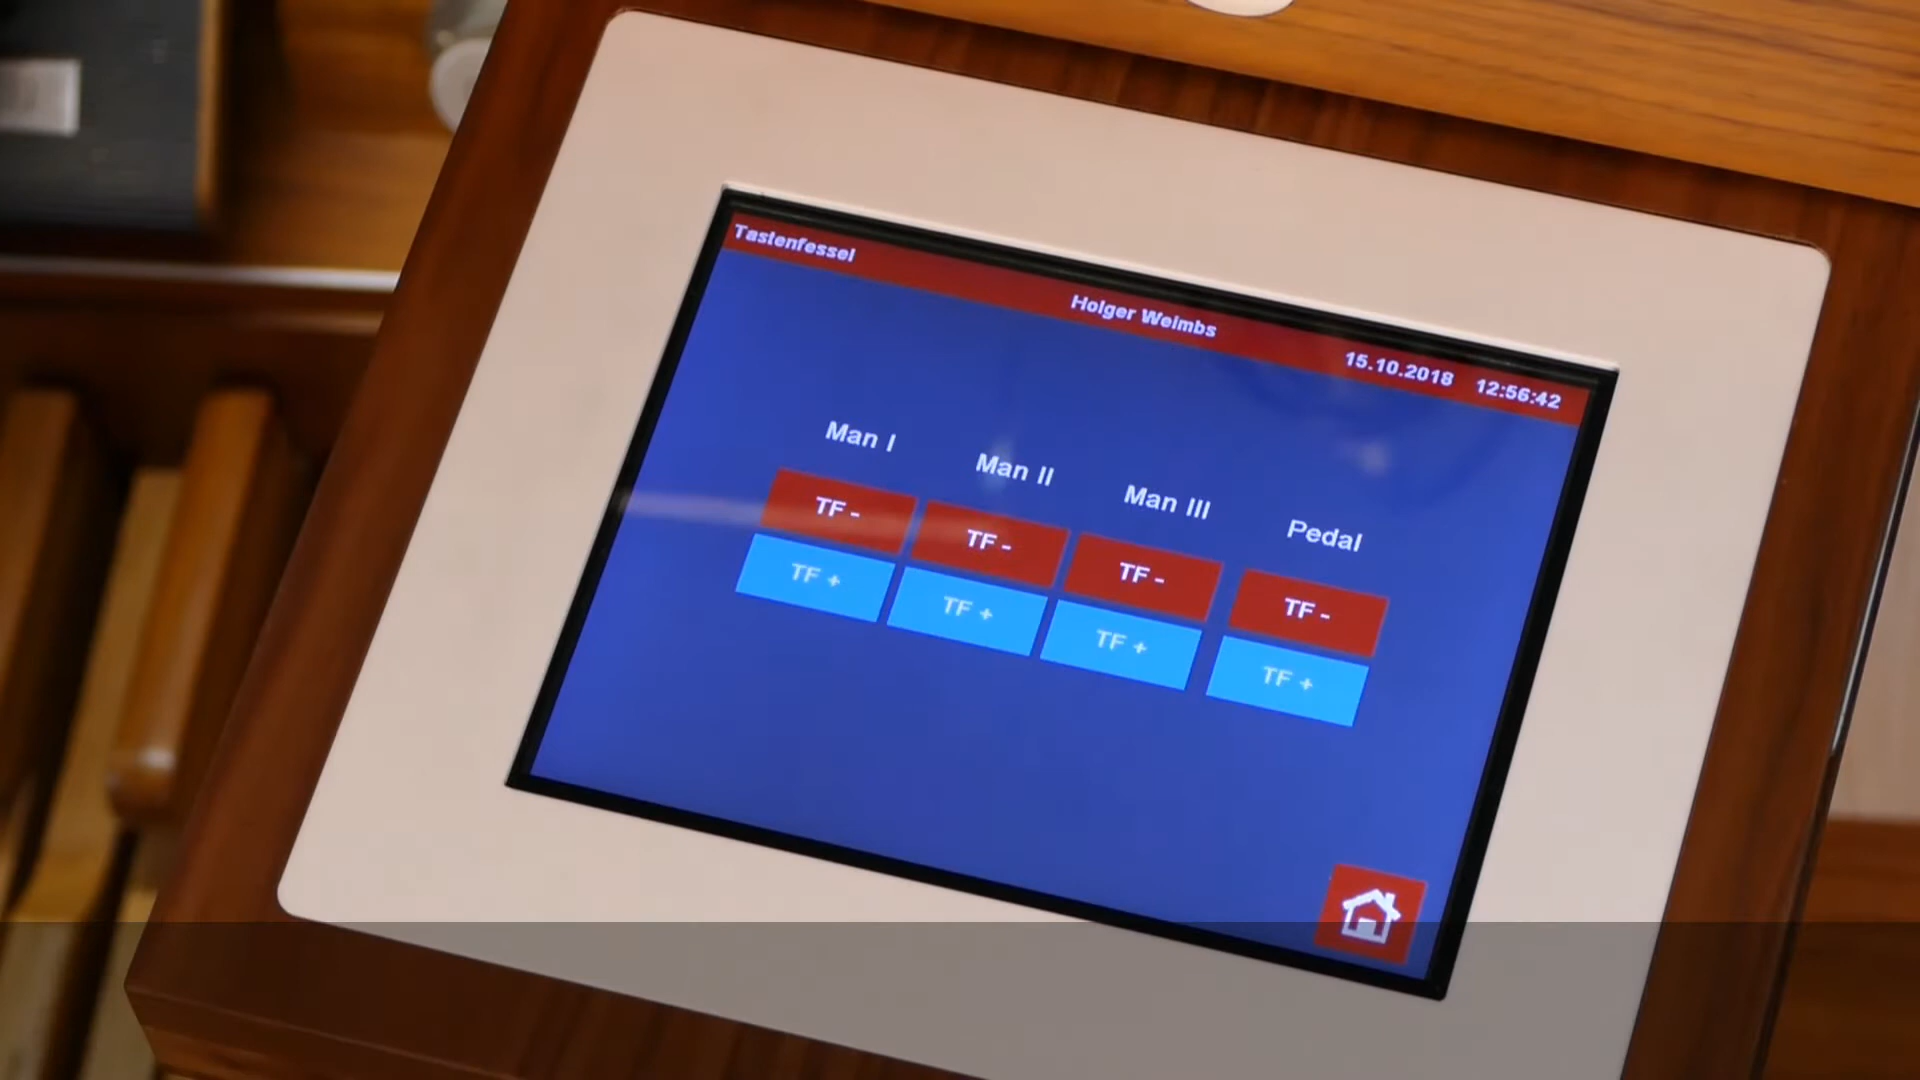 Tastenfessel
Holger Weimbs
15.10.2018 12:56:42
Man I Man II Man III Pedal
TF - TF - TF - TF -
TF + TF + TF + TF +